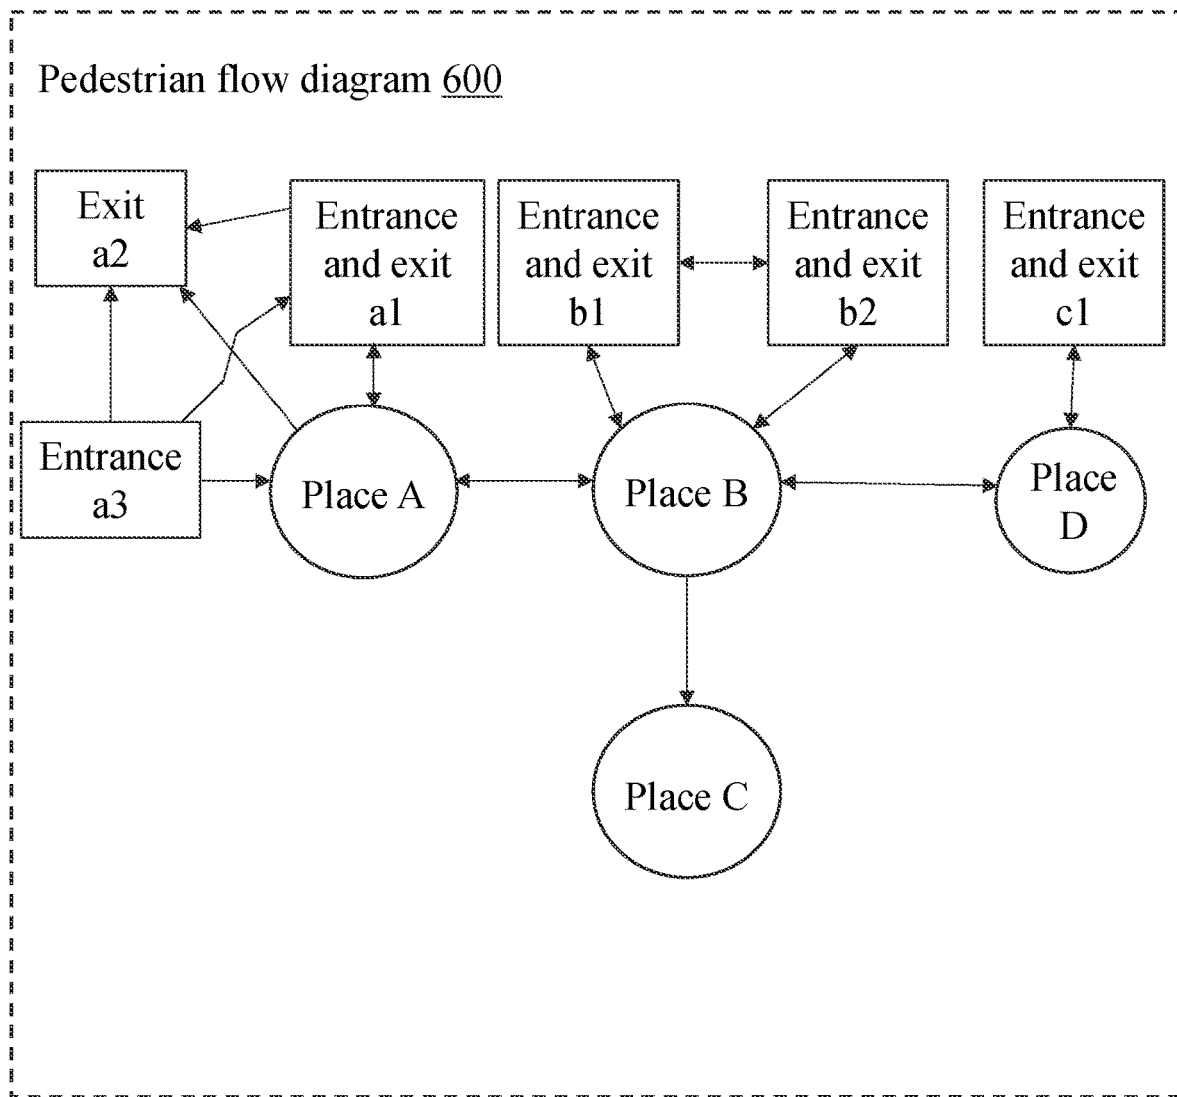 Pedestrian flow diagram 600
Exit
a2
Entrance
and exit
a1
Entrance
and exit
b1
Entrance
and exit
b2
Entrance
and exit
c1
Entrance
a3
Place A
Place B
Place
D
Place C